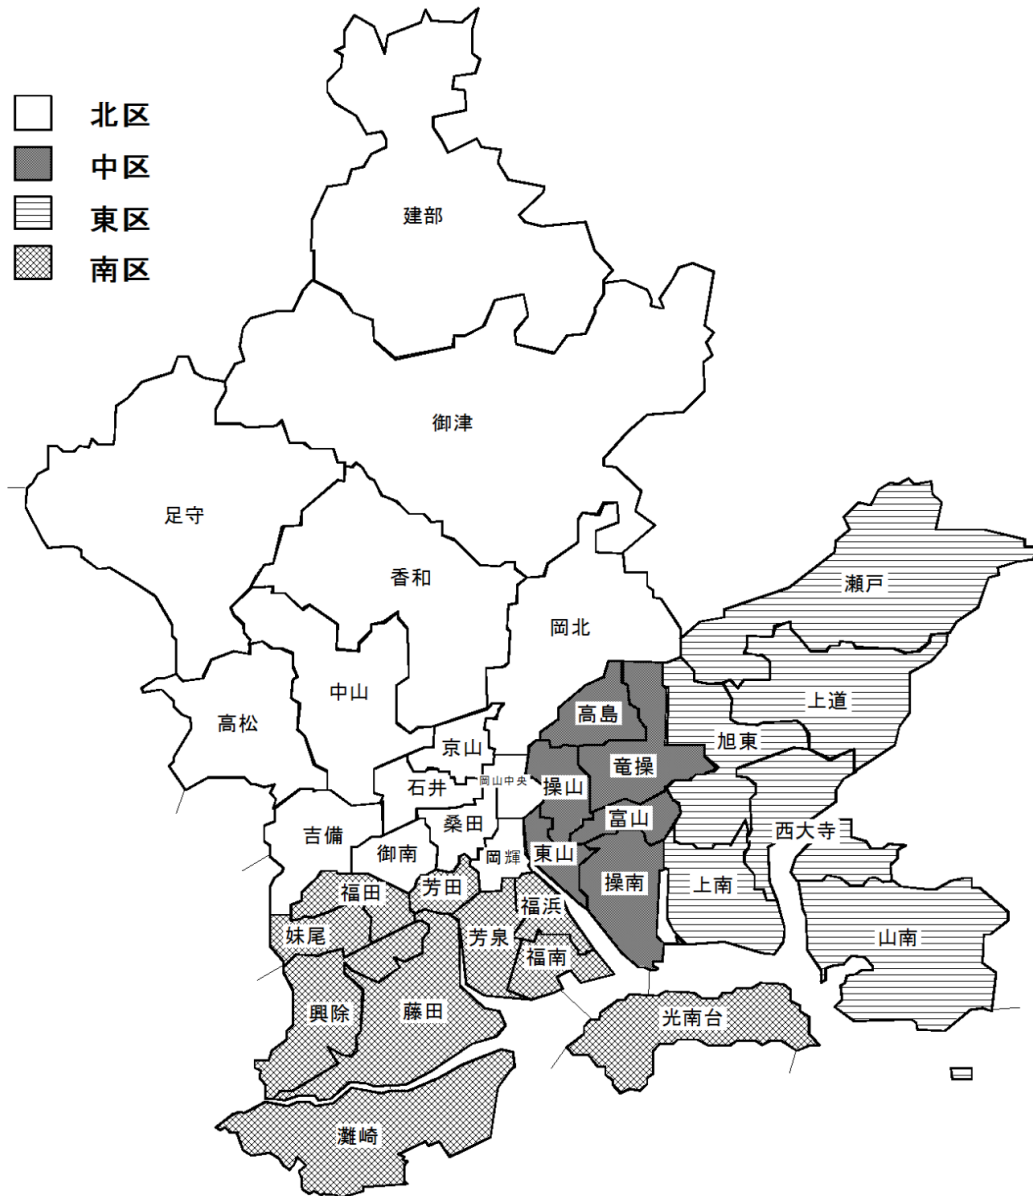 北区
中区
東区
南区
建部
御津
足守
香和
瀬戸
岡北
中山
上道
高松
高島
旭東
京山
竜操
石井
岡山中央
操山
桑田
富山
吉備
西大寺
御南
岡輝
東山
操南
上南
福田
芳田
福浜
妹尾
芳泉
山南
福南
興除
藤田
光南台
灘崎